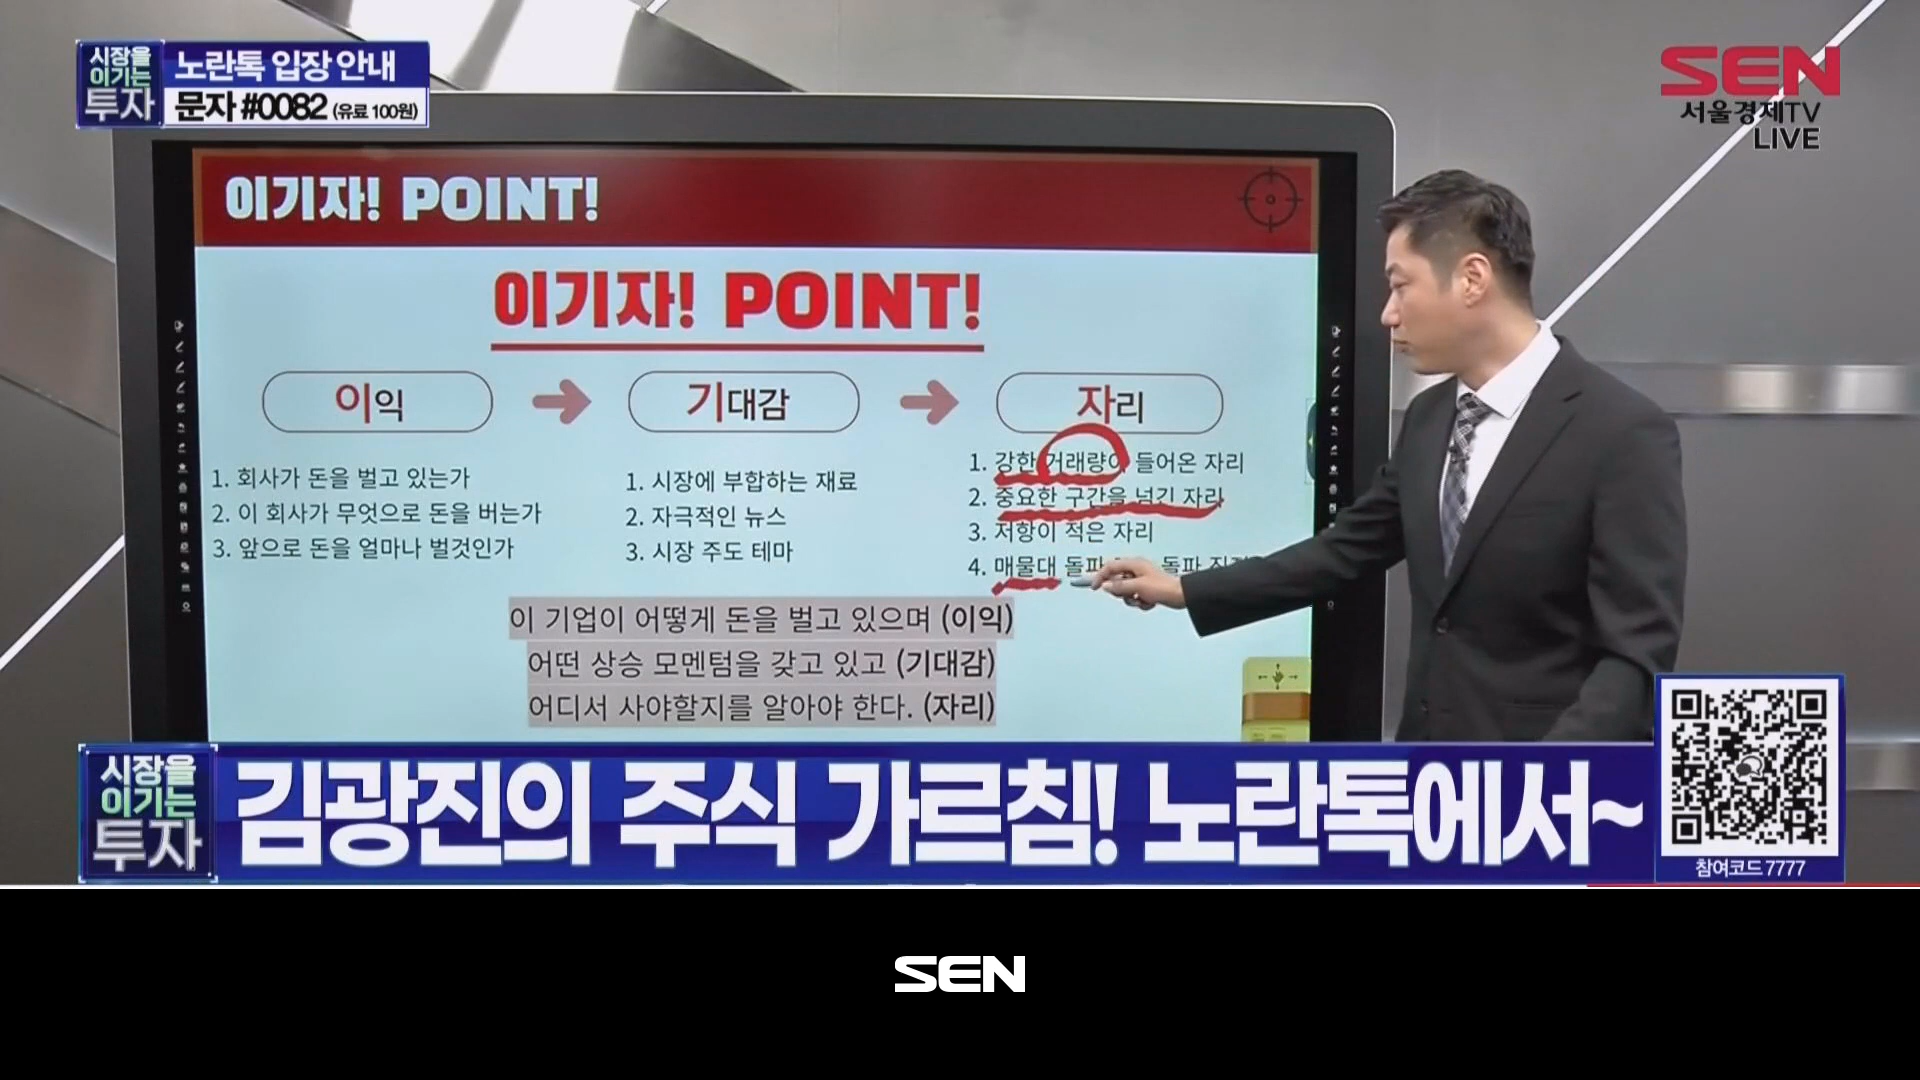 시장을
이기는
투자
노란톡 입장 안내
문자 #0082 (유료 100원)
SEN
서울경제TV
LIVE
이기자! POINT!
이기자! POINT!
이익
기대감
자리
1. 회사가 돈을 벌고 있는가
2. 이 회사가 무엇으로 돈을 버는가
3. 앞으로 돈을 얼마나 벌것인가
1. 시장에 부합하는 재료
2. 자극적인 뉴스
3. 시장 주도 테마
1. 강한 거래량이 들어온 자리
2. 중요한 구간을 넘긴 자리
3. 저항이 적은 자리
4. 매물대 돌파 돌파
이 기업이 어떻게 돈을 벌고 있으며 (이익)
어떤 상승 모멘텀을 갖고 있고 (기대감)
어디서 사야할지를 알아야 한다. (자리)
시장을
이기는
투자
김광진의 주식 가르침! 노란톡에서~
참여코드 7777
SEN